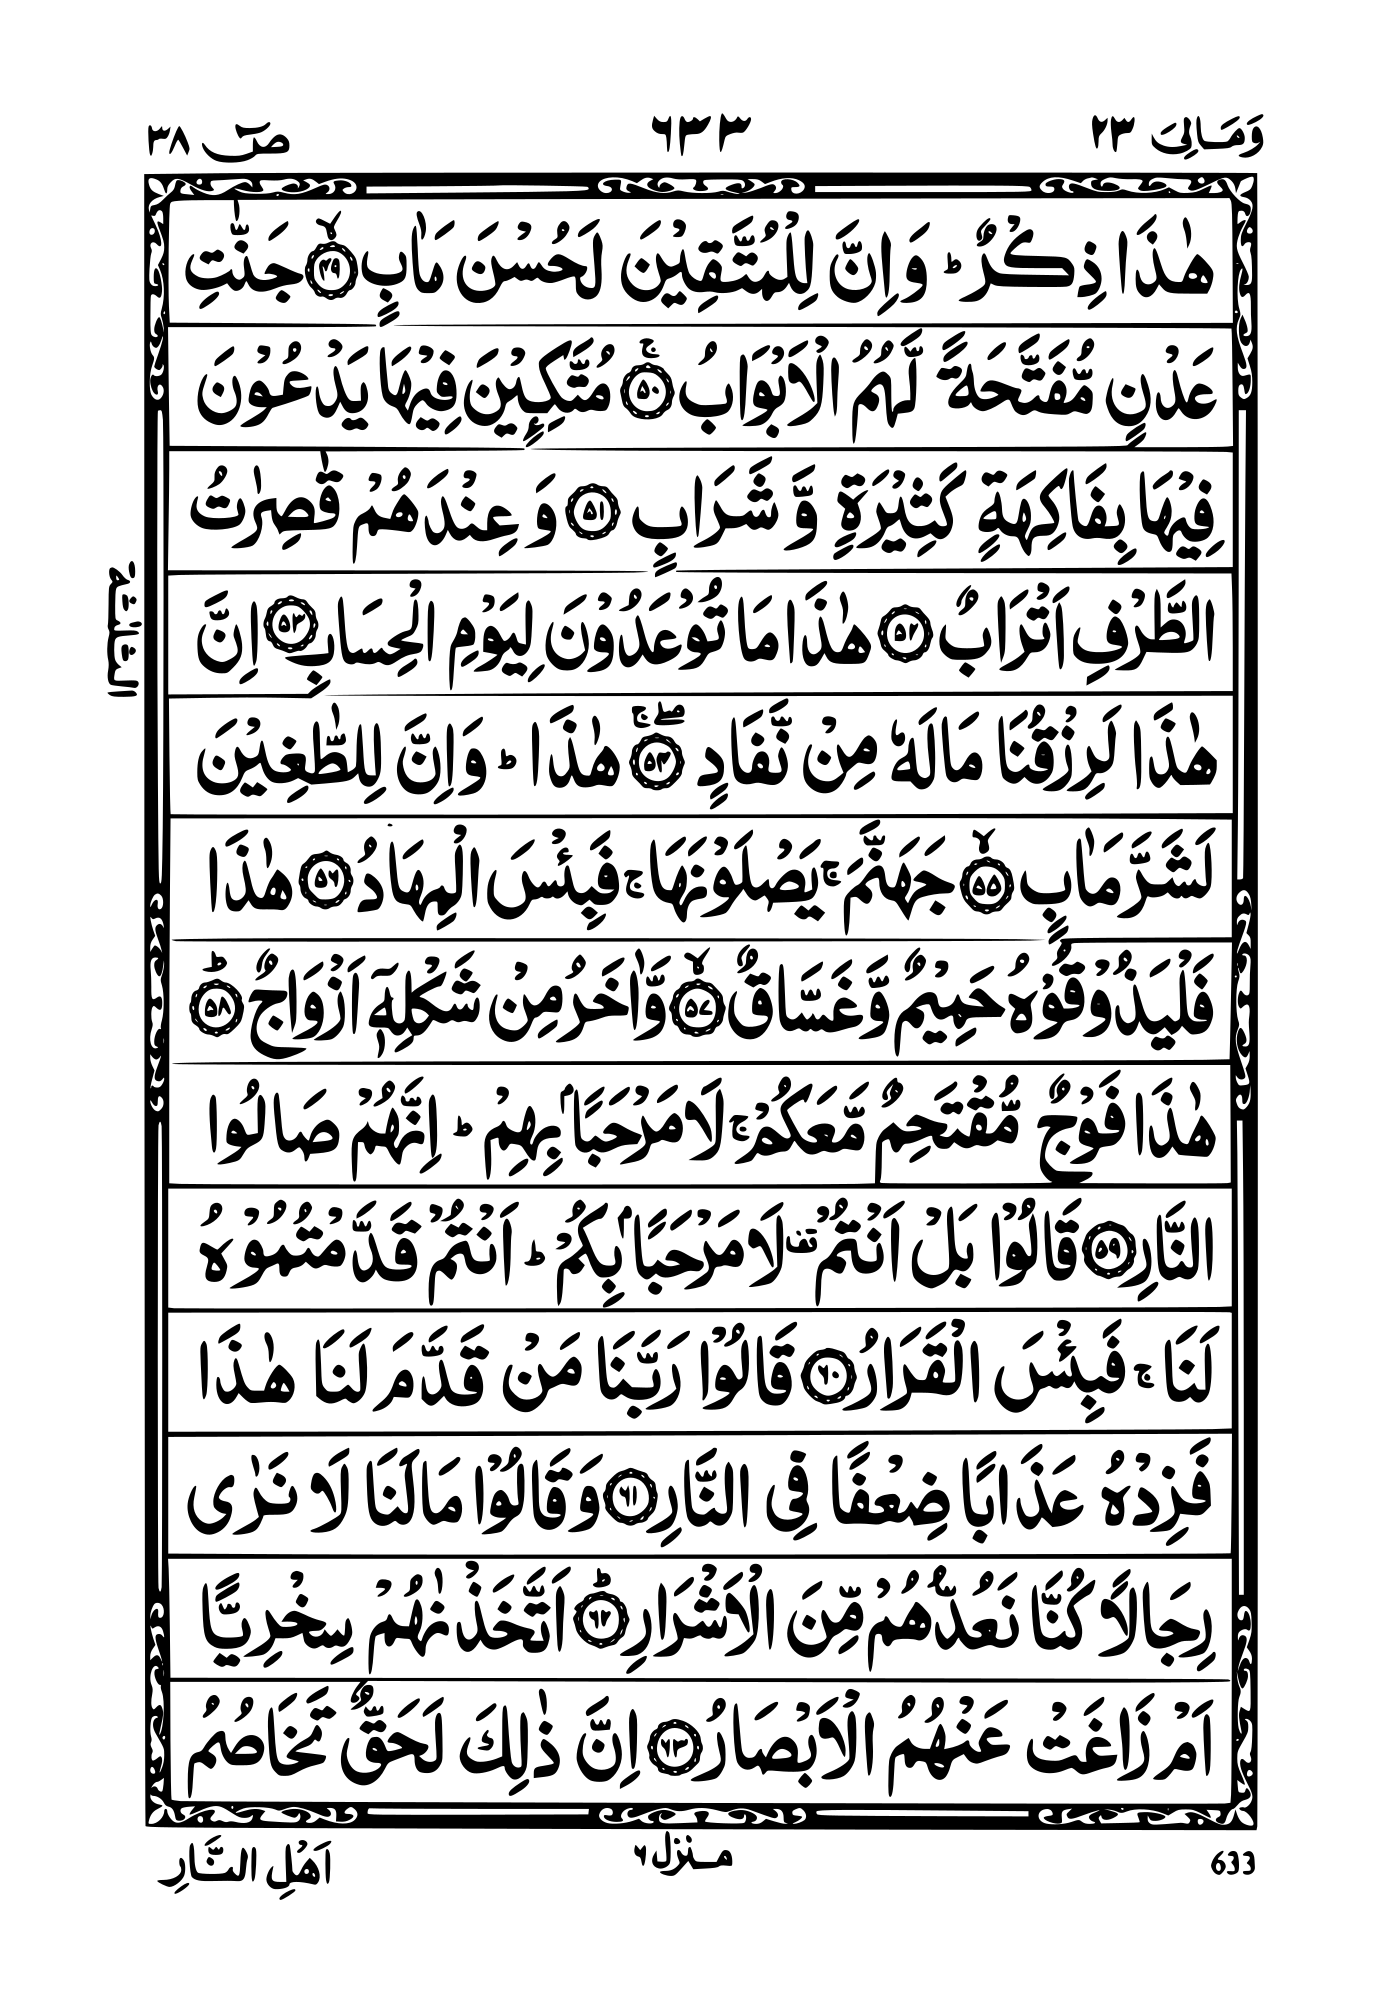 وَمَالِیَ ٢٣
٦٣٣
صٓ ٣٨
هٰذَا ذِكْرٌ ؕ وَ اِنَّ لِلْمُتَّقِيْنَ لَحُسْنَ مَاٰبٍ ۙ﴿٤٩﴾ جَنّٰتِ
عَدْنٍ مُّفَتَّحَةً لَّهُمُ الْاَبْوَابُ ۚ﴿٥٠﴾ مُتَّكِـِٕيْنَ فِيْهَا يَدْعُوْنَ
فِيْهَا بِفَاكِهَةٍ كَثِيْرَةٍ وَّ شَرَابٍ ﴿٥١﴾ وَ عِنْدَهُمْ قٰصِرٰتُ
الطَّرْفِ اَتْرَابٌ ﴿٥٢﴾ هٰذَا مَا تُوْعَدُوْنَ لِيَوْمِ الْحِسَابِ ﴿٥٣﴾ اِنَّ
هٰذَا لَرِزْقُنَا مَا لَهٗ مِنْ نَّفَادٍ ۚۖ﴿٥٤﴾ هٰذَا ؕ وَ اِنَّ لِلطّٰغِيْنَ
لَشَرَّ مَاٰبٍ ۙ﴿٥٥﴾ جَهَنَّمَ ۚ يَصْلَوْنَهَا ۚ فَبِئْسَ الْمِهَادُ ﴿٥٦﴾ هٰذَا
فَلْيَذُوْقُوْهُ حَمِيْمٌ وَّ غَسَّاقٌ ۙ﴿٥٧﴾ وَّ اٰخَرُ مِنْ شَكْلِهٖۤ اَزْوَاجٌ ؕ﴿٥٨﴾
هٰذَا فَوْجٌ مُّقْتَحِمٌ مَّعَكُمْ ۚ لَا مَرْحَبًۢا بِهِمْ ؕ اِنَّهُمْ صَالُوا
النَّارِ ﴿٥٩﴾ قَالُوْا بَلْ اَنْتُمْ قف لَا مَرْحَبًۢا بِكُمْ ؕ اَنْتُمْ قَدَّمْتُمُوْهُ
لَنَا ۚ فَبِئْسَ الْقَرَارُ ﴿٦٠﴾ قَالُوْا رَبَّنَا مَنْ قَدَّمَ لَنَا هٰذَا
فَزِدْهُ عَذَابًا ضِعْفًا فِی النَّارِ ﴿٦١﴾ وَ قَالُوْا مَا لَنَا لَا نَرٰی
رِجَالًا كُنَّا نَعُدُّهُمْ مِّنَ الْاَشْرَارِ ؕ﴿٦٢﴾ اَتَّخَذْنٰهُمْ سِخْرِيًّا
اَمْ زَاغَتْ عَنْهُمُ الْاَبْصَارُ ﴿٦٣﴾ اِنَّ ذٰلِكَ لَحَقٌّ تَخَاصُمُ
اَهْلِ النَّارِ
منزل ٦
633